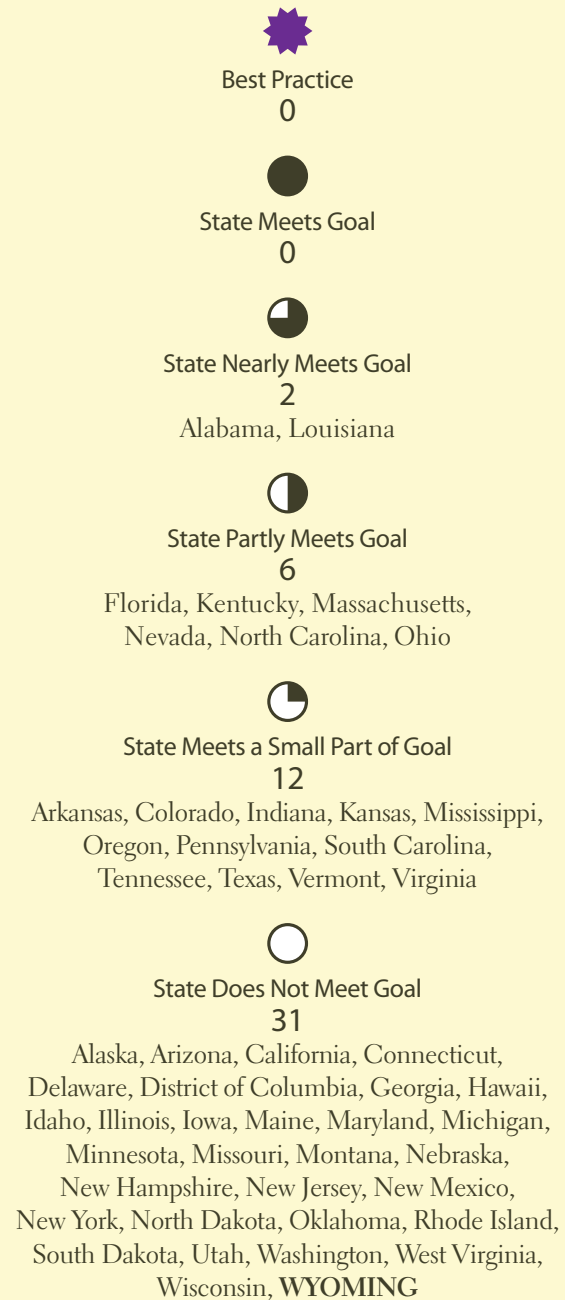 Best Practice
0
State Meets Goal
0
State Nearly Meets Goal
2
Alabama, Louisiana
State Partly Meets Goal
6
Florida, Kentucky, Massachusetts,
Nevada, North Carolina, Ohio
State Meets a Small Part of Goal
12
Arkansas, Colorado, Indiana, Kansas, Mississippi,
Oregon, Pennsylvania, South Carolina,
Tennessee, Texas, Vermont, Virginia
State Does Not Meet Goal
31
Alaska, Arizona, California, Connecticut,
Delaware, District of Columbia, Georgia, Hawaii,
Idaho, Illinois, Iowa, Maine, Maryland, Michigan,
Minnesota, Missouri, Montana, Nebraska,
New Hampshire, New Jersey, New Mexico,
New York, North Dakota, Oklahoma, Rhode Island,
South Dakota, Utah, Washington, West Virginia,
Wisconsin, WYOMING